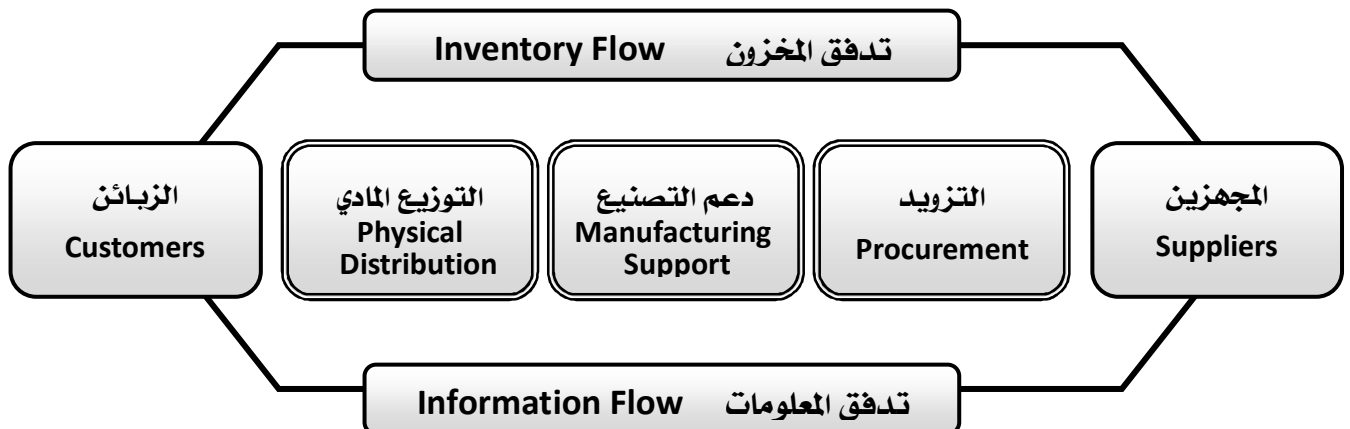 تدفق المخزون Inventory Flow
المجهزين
Suppliers
التزويد
Procurement
دعم التصنيع
Manufacturing
Support
التوزيع المادي
Physical
Distribution
الزبائن
Customers
تدفق المعلومات Information Flow